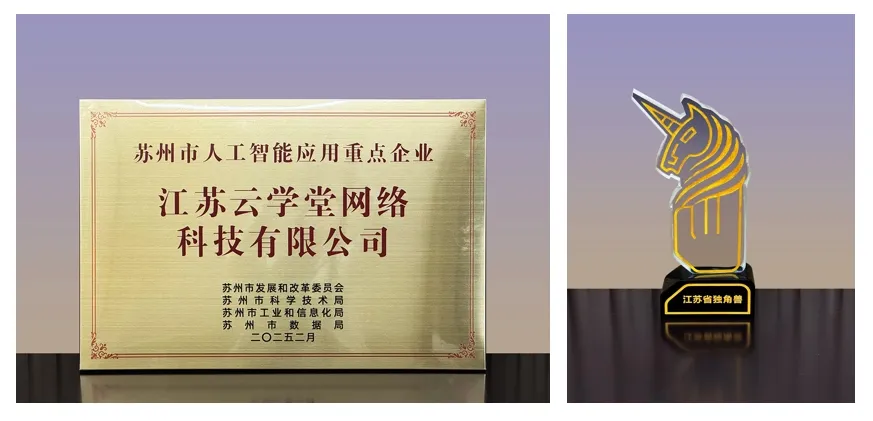 苏州市人工智能应用重点企业
江苏云学堂网络
科技有限公司
苏州市发展和改革委员会
苏州市科学技术局
苏州市工业和信息化局
苏州市数据局
二〇二五二月
江苏省独角兽